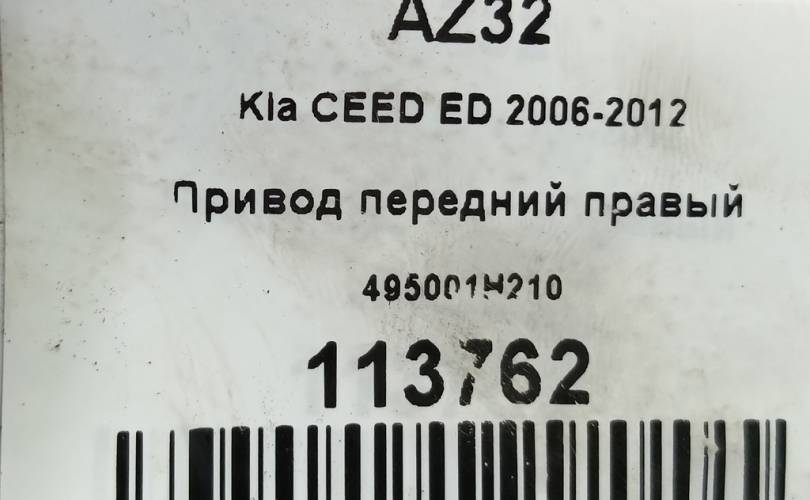 AZ32
Kia CEED ED 2006-2012
Привод передний правый
495001H210
113762